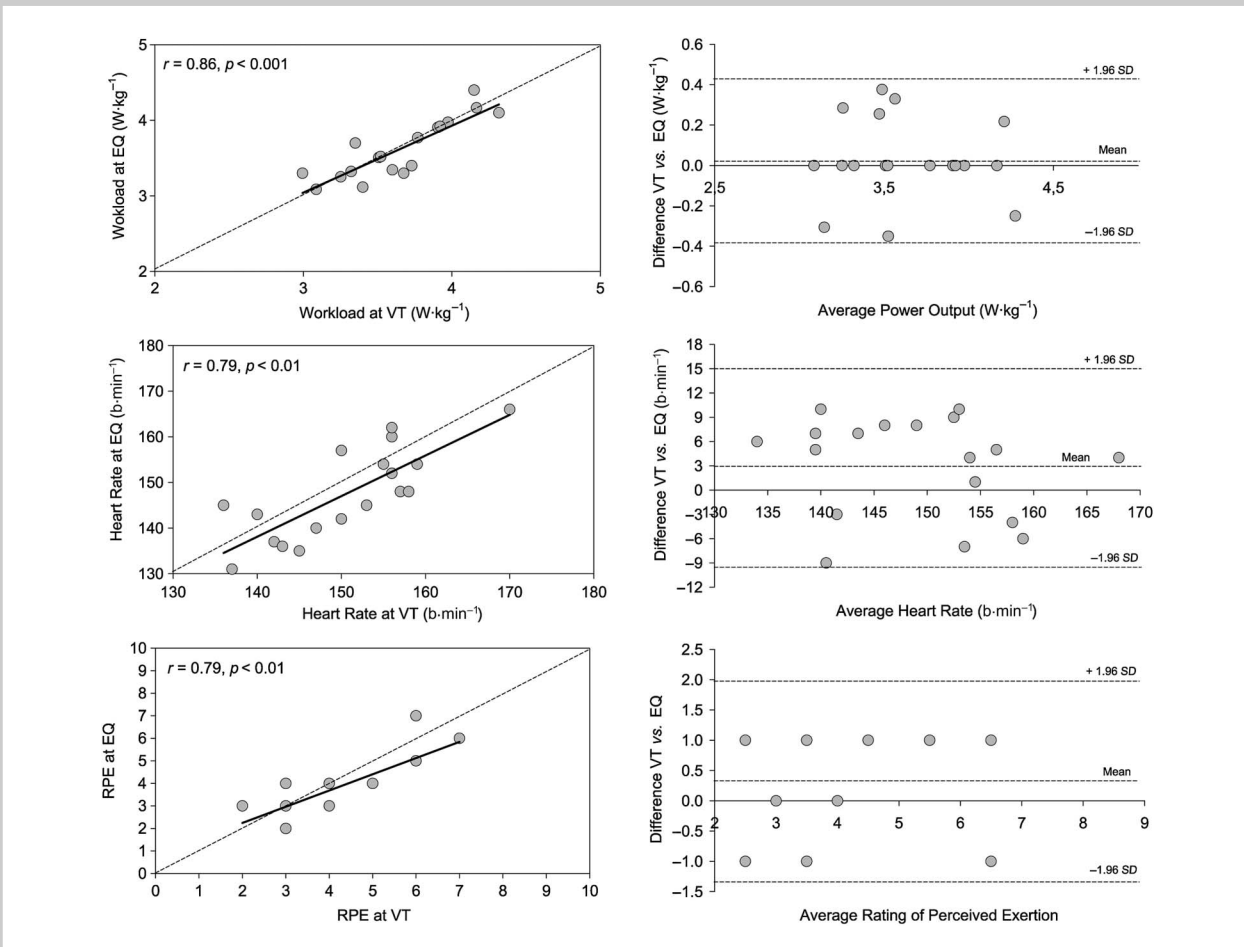 r = 0.86, p < 0.001
5
4
3
2
Wokload at EQ (W·kg⁻¹)
2 3 4 5
Workload at VT (W·kg⁻¹)
0.6
0.4
0.2
0.0
−0.2
−0.4
−0.6
Difference VT vs. EQ (W·kg⁻¹)
+ 1.96 SD
Mean
2.5 3,5 4,5
−1.96 SD
Average Power Output (W·kg⁻¹)
r = 0.79, p < 0.01
180
170
160
150
140
130
Heart Rate at EQ (b·min⁻¹)
130 140 150 160 170 180
Heart Rate at VT (b·min⁻¹)
18
15
12
9
6
3
0
−3
−6
−9
−12
Difference VT vs. EQ (b·min⁻¹)
+ 1.96 SD
Mean
130 135 140 145 150 155 160 165 170
−1.96 SD
Average Heart Rate (b·min⁻¹)
r = 0.79, p < 0.01
10
9
8
7
6
5
4
3
2
1
0
RPE at EQ
0 1 2 3 4 5 6 7 8 9 10
RPE at VT
2.5
2.0
1.5
1.0
0.5
0.0
−0.5
−1.0
−1.5
Difference VT vs. EQ
+ 1.96 SD
Mean
2 3 4 5 6 7 8 9
−1.96 SD
Average Rating of Perceived Exertion